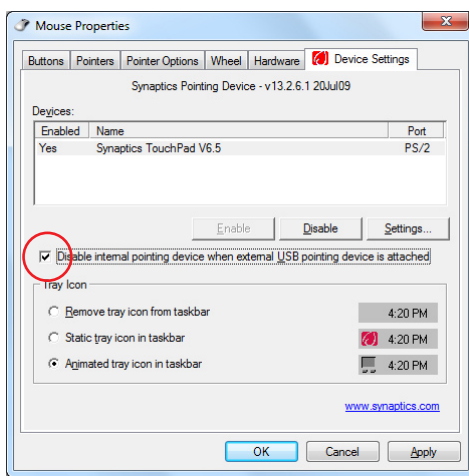 Mouse Properties
Buttons Pointers Pointer Options Wheel Hardware Device Settings
Synaptics Pointing Device - v13.2.6.1 20Jul09
Devices:
Enabled Name Port
Yes Synaptics TouchPad V6.5 PS/2
Enable Disable Settings...
Disable internal pointing device when external USB pointing device is attached
Tray Icon
Remove tray icon from taskbar 4:20 PM
Static tray icon in taskbar 4:20 PM
Animated tray icon in taskbar 4:20 PM
www.synaptics.com
OK Cancel Apply